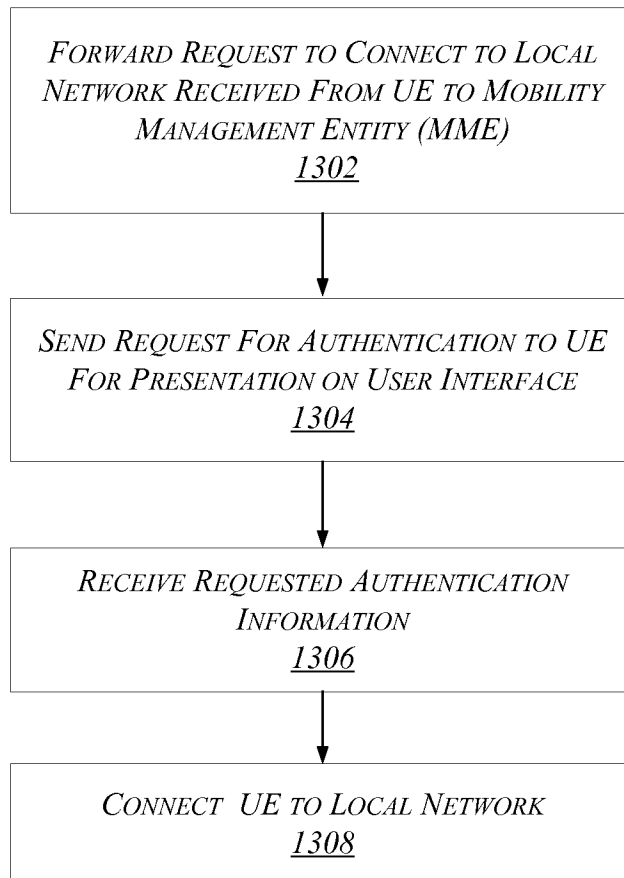 FORWARD REQUEST TO CONNECT TO LOCAL
NETWORK RECEIVED FROM UE TO MOBILITY
MANAGEMENT ENTITY (MME)
1302
SEND REQUEST FOR AUTHENTICATION TO UE
FOR PRESENTATION ON USER INTERFACE
1304
RECEIVE REQUESTED AUTHENTICATION
INFORMATION
1306
CONNECT UE TO LOCAL NETWORK
1308